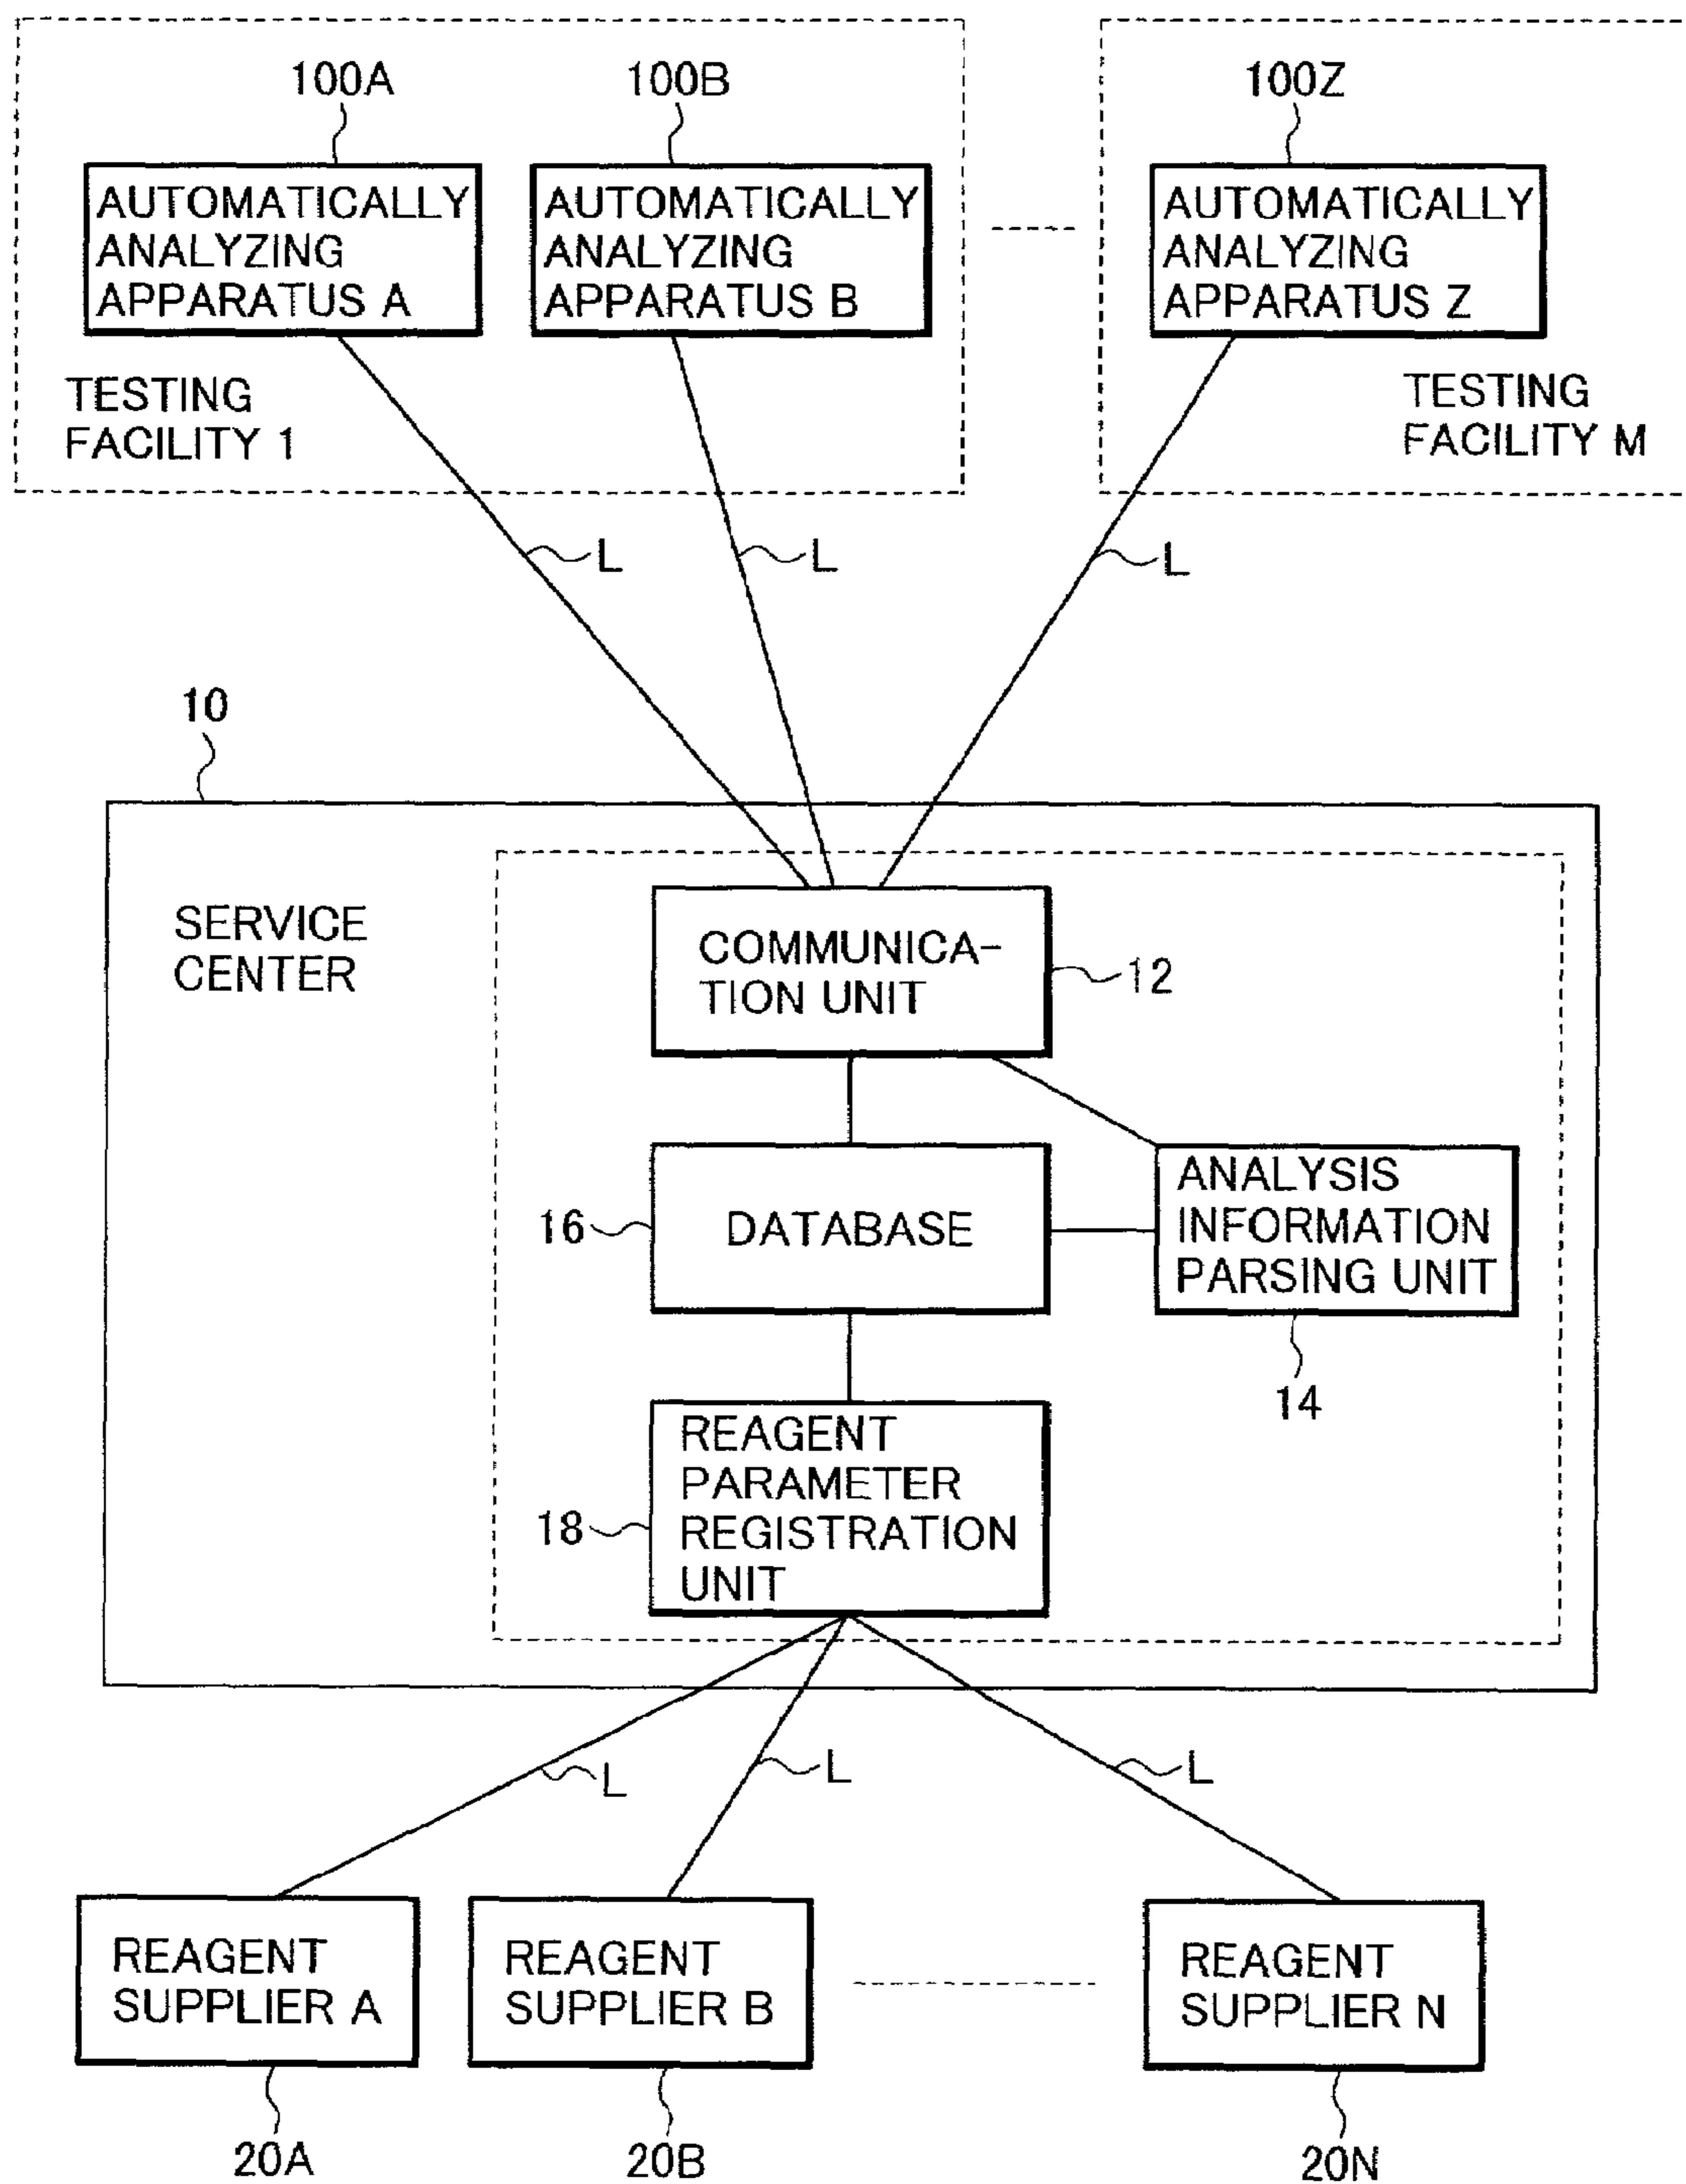 100A
100B
100Z
AUTOMATICALLY
ANALYZING
APPARATUS A
AUTOMATICALLY
ANALYZING
APPARATUS B
AUTOMATICALLY
ANALYZING
APPARATUS Z
TESTING
FACILITY 1
TESTING
FACILITY M
L
L
L
10
SERVICE
CENTER
COMMUNICA-
TION UNIT
12
16
DATABASE
ANALYSIS
INFORMATION
PARSING UNIT
14
18
REAGENT
PARAMETER
REGISTRATION
UNIT
L
L
L
REAGENT
SUPPLIER A
REAGENT
SUPPLIER B
REAGENT
SUPPLIER N
20A
20B
20N